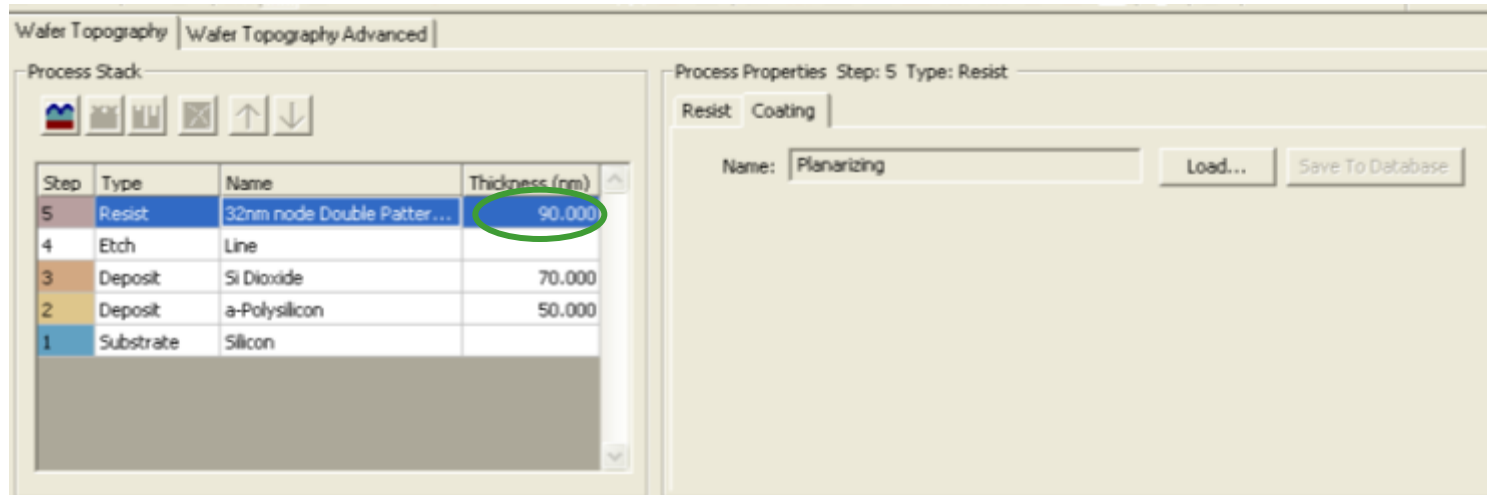 Wafer Topography Wafer Topography Advanced
Process Stack
Process Properties Step: 5 Type: Resist
Resist Coating
Name: Planarizing Load... Save To Database
Step Type Name Thickness (nm)
5 Resist 32nm node Double Patter... 90.000
4 Etch Line
3 Deposit Si Dioxide 70.000
2 Deposit a-Polysilicon 50.000
1 Substrate Silicon